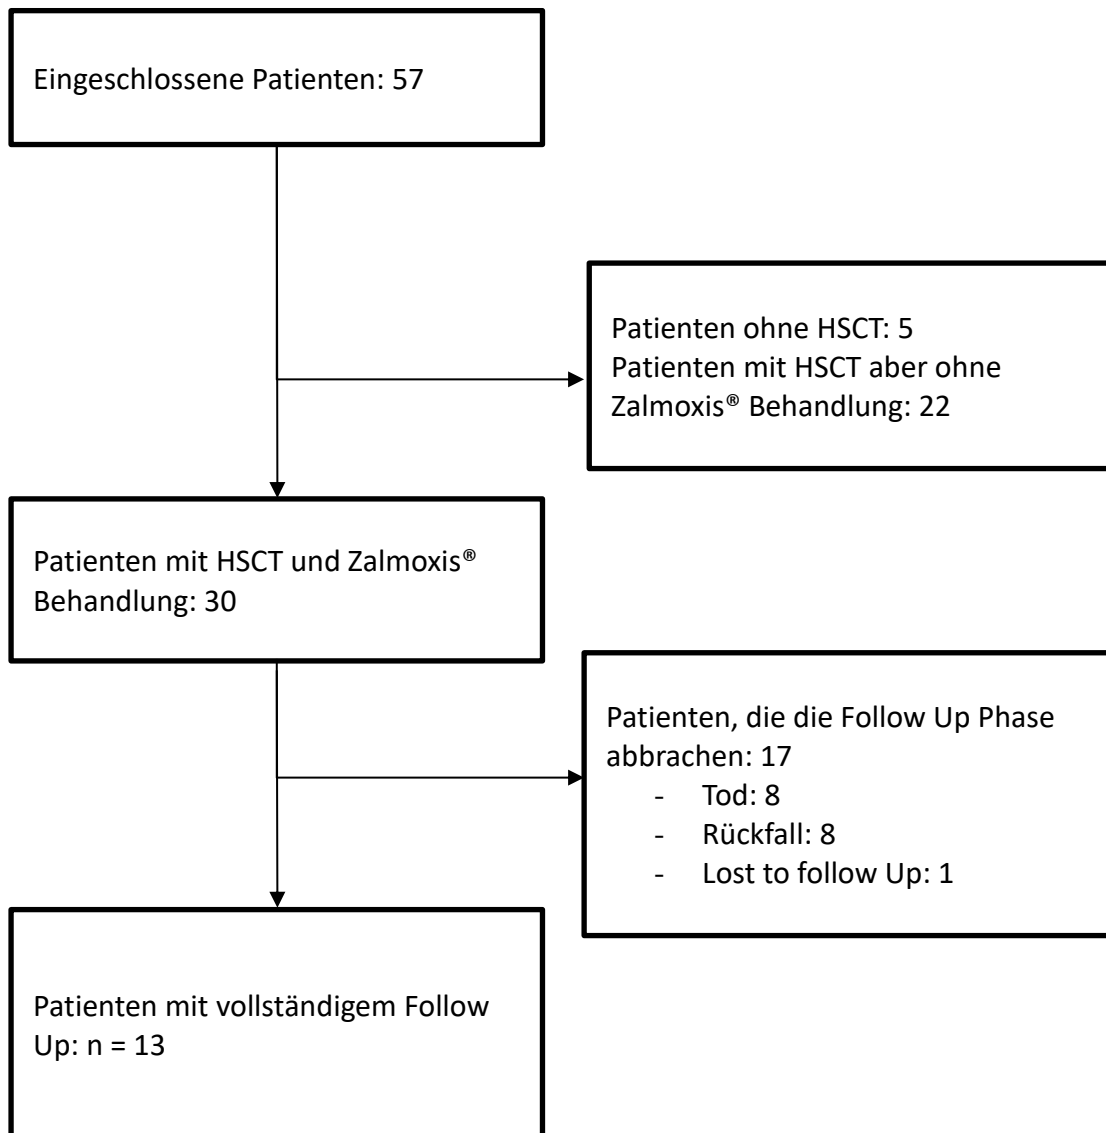 Eingeschlossene Patienten: 57
Patienten ohne HSCT: 5
Patienten mit HSCT aber ohne
Zalmoxis® Behandlung: 22
Patienten mit HSCT und Zalmoxis®
Behandlung: 30
Patienten, die die Follow Up Phase
abbrachen: 17
- Tod: 8
- Rückfall: 8
- Lost to follow Up: 1
Patienten mit vollständigem Follow
Up: n = 13